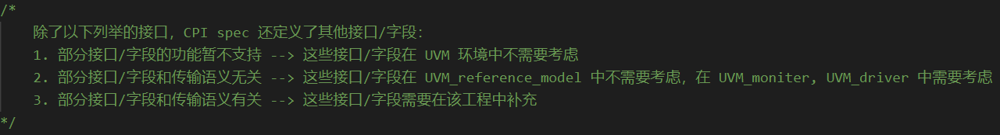 /*
除了以下列举的接口, CPI spec 还定义了其他接口/字段:
1. 部分接口/字段的功能暂不支持 --> 这些接口/字段在 UVM 环境中不需要考虑
2. 部分接口/字段和传输语义无关 --> 这些接口/字段在 UVM_reference_model 中不需要考虑, 在 UVM_moniter, UVM_driver 中需要考虑
3. 部分接口/字段和传输语义有关 --> 这些接口/字段需要在该工程中补充
*/